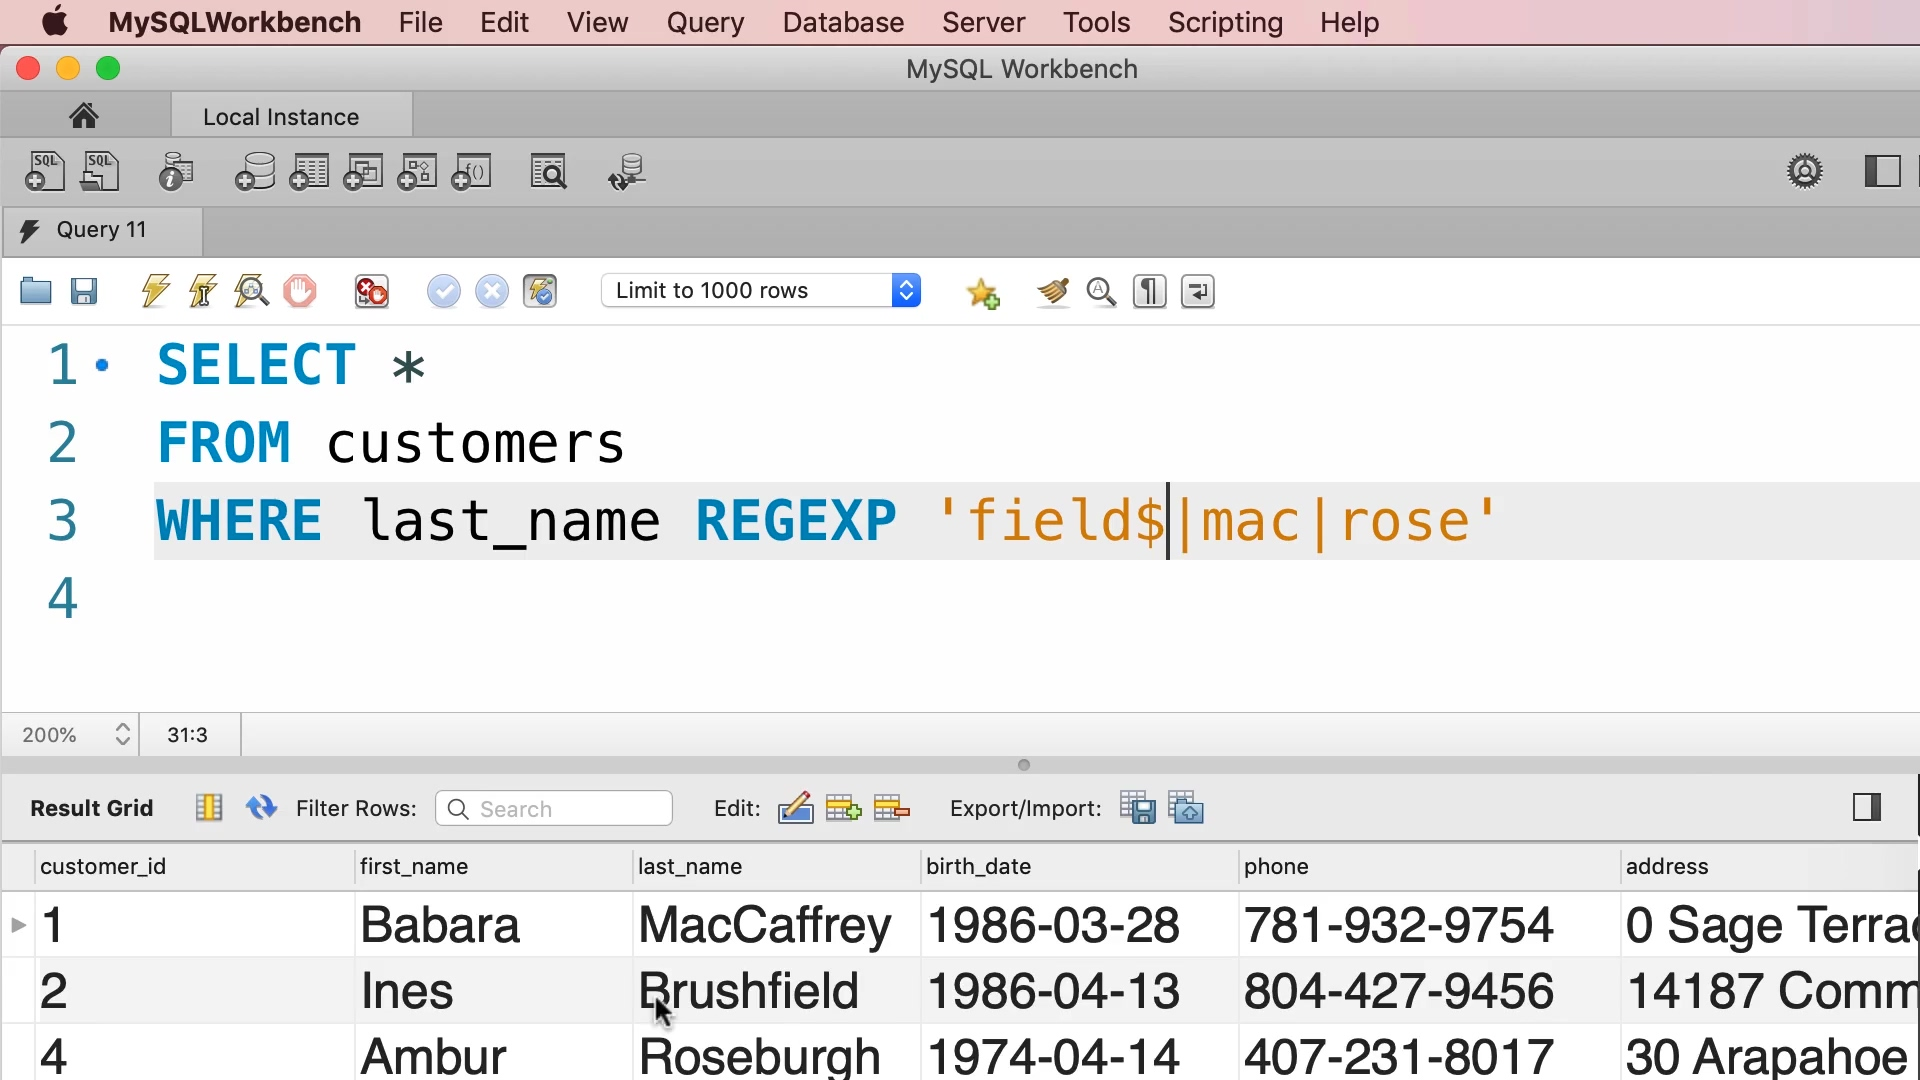 MySQLWorkbench File Edit View Query Database Server Tools Scripting Help
MySQL Workbench
Local Instance
SQL SQL
Query 11
Limit to 1000 rows
1 SELECT *
2 FROM customers
3 WHERE last_name REGEXP 'field$|mac|rose'
4
200% 31:3
Result Grid Filter Rows: Search Edit: Export/Import:
customer_id first_name last_name birth_date phone address
1 Babara MacCaffrey 1986-03-28 781-932-9754 0 Sage Terrac
2 Ines Brushfield 1986-04-13 804-427-9456 14187 Comm
4 Ambur Roseburgh 1974-04-14 407-231-8017 30 Arapahoe